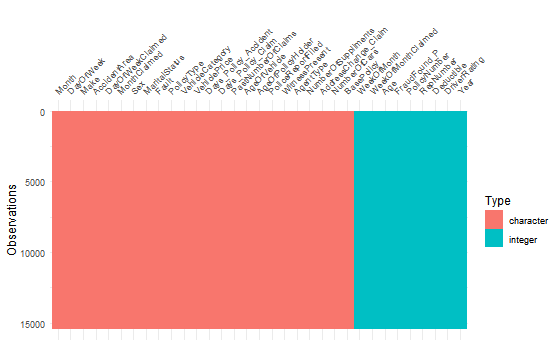 Month
DayOfWeek
Make
AccidentArea
DayOfWeekClaimed
MonthClaimed
Sex
MaritalStatus
Fault
PolicyType
VehicleCategory
VehiclePrice
Days_Policy_Accident
Days_Policy_Claim
PastNumberOfClaims
AgeOfVehicle
AgeOfPolicyHolder
PoliceReportFiled
WitnessPresent
AgentType
NumberOfSuppliments
AddressChange_Claim
NumberOfCars
BasePolicy
WeekOfMonth
WeekOfMonthClaimed
Age
FraudFound_P
PolicyNumber
RepNumber
Deductible
DriverRating
Year
0
5000
10000
15000
Observations
Type
character
integer